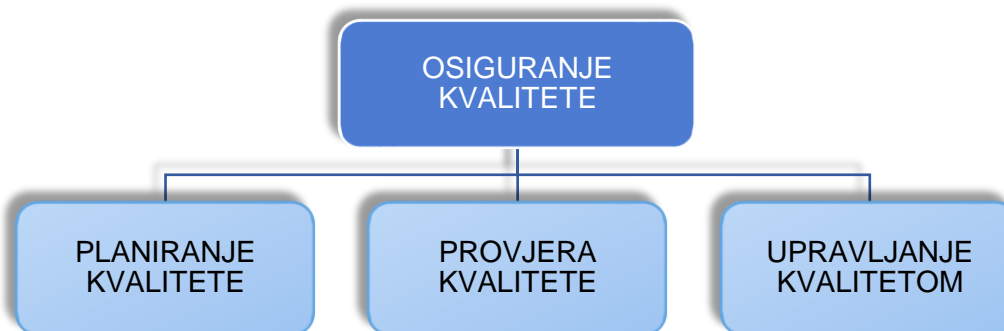 OSIGURANJE
KVALITETE
PLANIRANJE
KVALITETE
PROVJERA
KVALITETE
UPRAVLJANJE
KVALITETOM